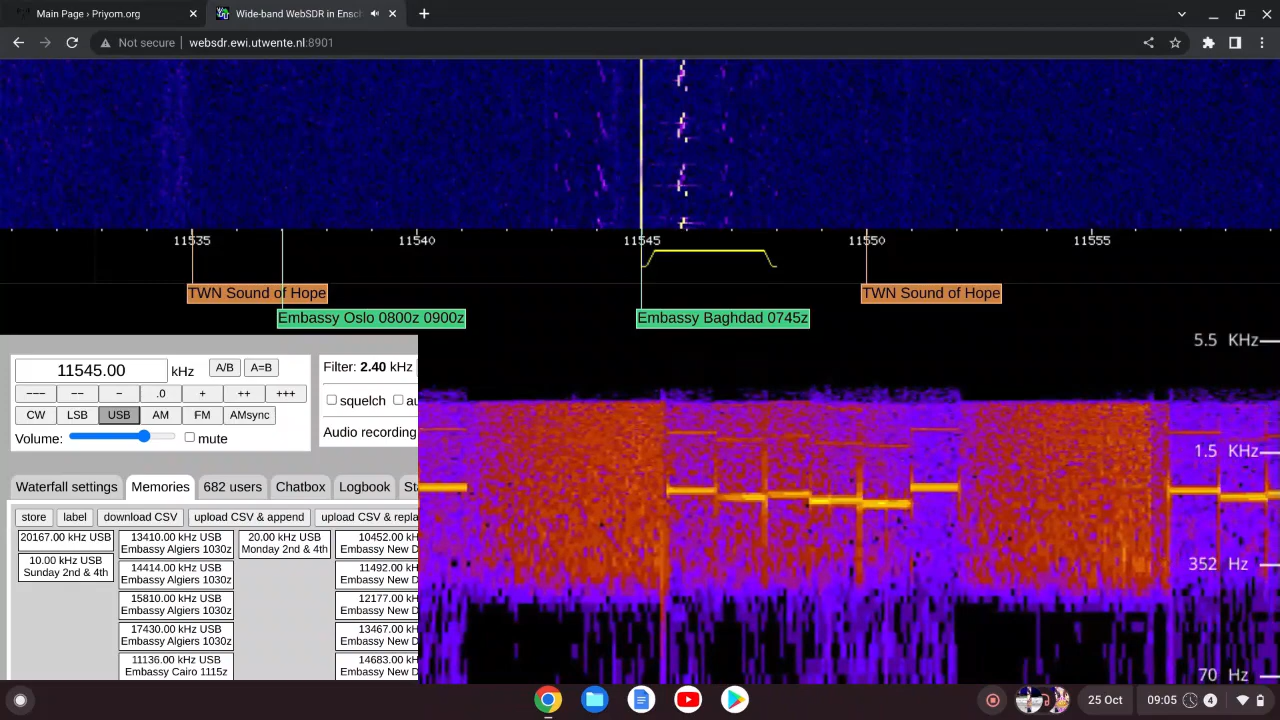 Main Page › Priyom.org
Wide-band WebSDR in Ensch
Not secure
websdr.ewi.utwente.nl:8901
11535
11540
11545
11550
11555
TWN Sound of Hope
TWN Sound of Hope
Embassy Oslo 0800z 0900z
Embassy Baghdad 0745z
11545.00 kHz A/B A=B
−−− −− − .0 + ++ +++
CW LSB USB AM FM AMsync
Volume: mute
Filter: 2.40 kHz
squelch au
Audio recording
Waterfall settings Memories 682 users Chatbox Logbook Sta
store label download CSV upload CSV & append upload CSV & repla
20167.00 kHz USB
10.00 kHz USB
Sunday 2nd & 4th
13410.00 kHz USB
Embassy Algiers 1030z
14414.00 kHz USB
Embassy Algiers 1030z
15810.00 kHz USB
Embassy Algiers 1030z
17430.00 kHz USB
Embassy Algiers 1030z
11136.00 kHz USB
Embassy Cairo 1115z
20.00 kHz USB
Monday 2nd & 4th
10452.00 kH
Embassy New D
11492.00 kH
Embassy New D
12177.00 kH
Embassy New D
13467.00 kH
Embassy New D
14683.00 kH
Embassy New D
5.5 KHz
1.5 KHz
352 Hz
70 Hz
25 Oct
09:05
4